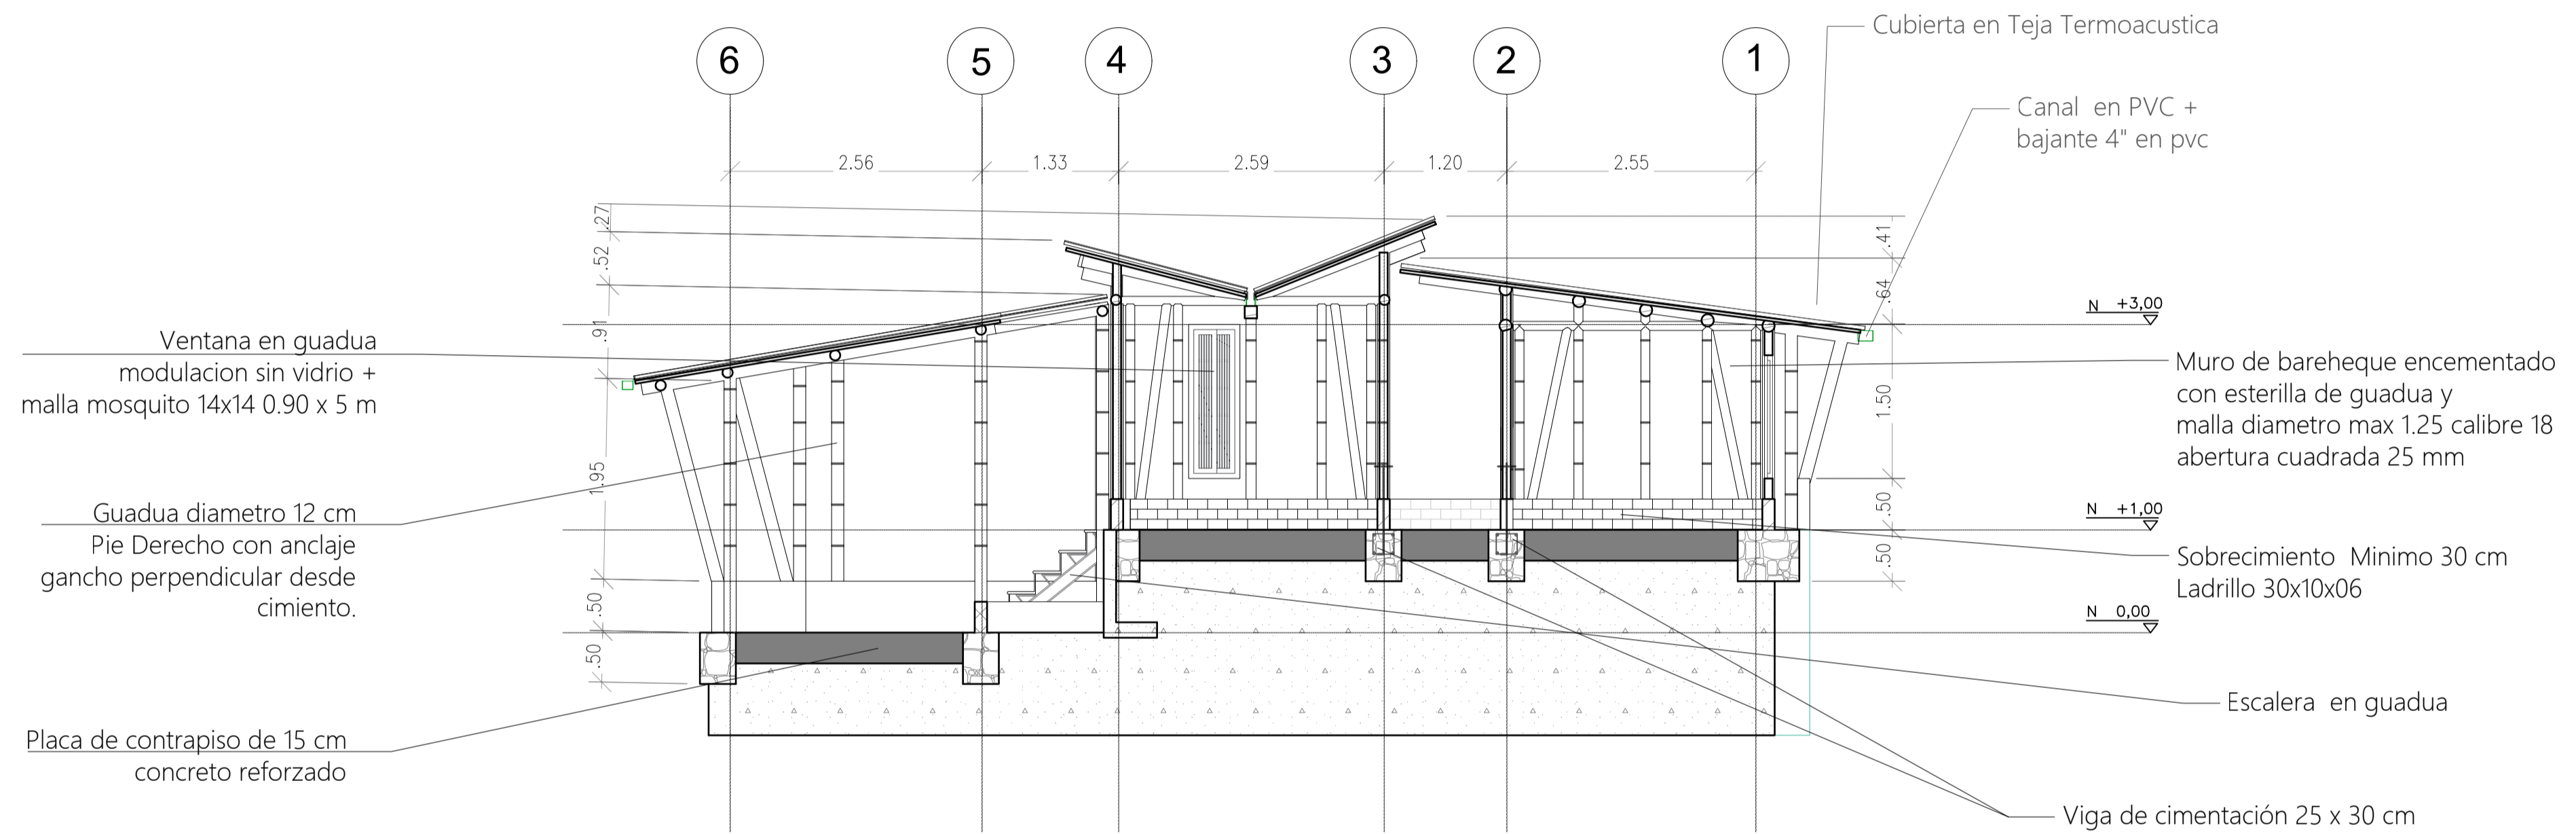 6
5
4
3
2
1
Cubierta en Teja Termoacustica
Canal en PVC +
bajante 4" en pvc
2.56
1.33
2.59
1.20
2.55
.27
.52
.91
1.95
.50
.50
.41
.64
1.50
.50
.50
N +3,00
N +1,00
N 0,00
Ventana en guadua
modulacion sin vidrio +
malla mosquito 14x14 0.90 x 5 m
Guadua diametro 12 cm
Pie Derecho con anclaje
gancho perpendicular desde
cimiento.
Placa de contrapiso de 15 cm
concreto reforzado
Muro de bareheque encementado
con esterilla de guadua y
malla diametro max 1.25 calibre 18
abertura cuadrada 25 mm
Sobrecimiento Minimo 30 cm
Ladrillo 30x10x06
Escalera en guadua
Viga de cimentación 25 x 30 cm